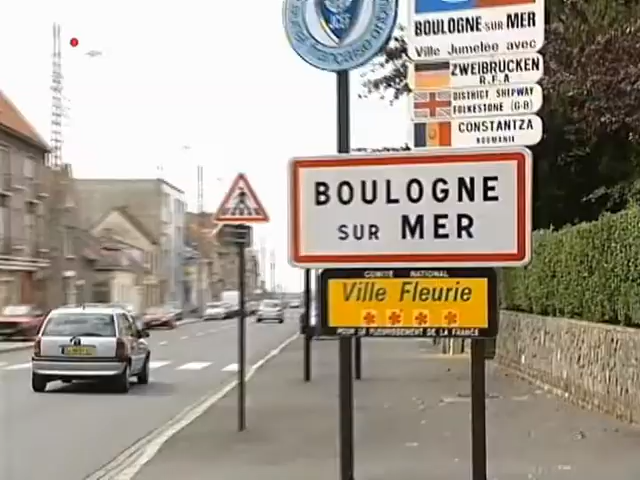 BOULOGNE SUR MER
Ville Jumelée avec
ZWEIBRÜCKEN
R.F.A
DISTRICT SHEPWAY
FOLKESTONE (G-B)
CONSTANTZA
ROUMANIE
BOULOGNE
SUR MER
COMITÉ NATIONAL
Ville Fleurie
POUR LE FLEURISSEMENT DE LA FRANCE